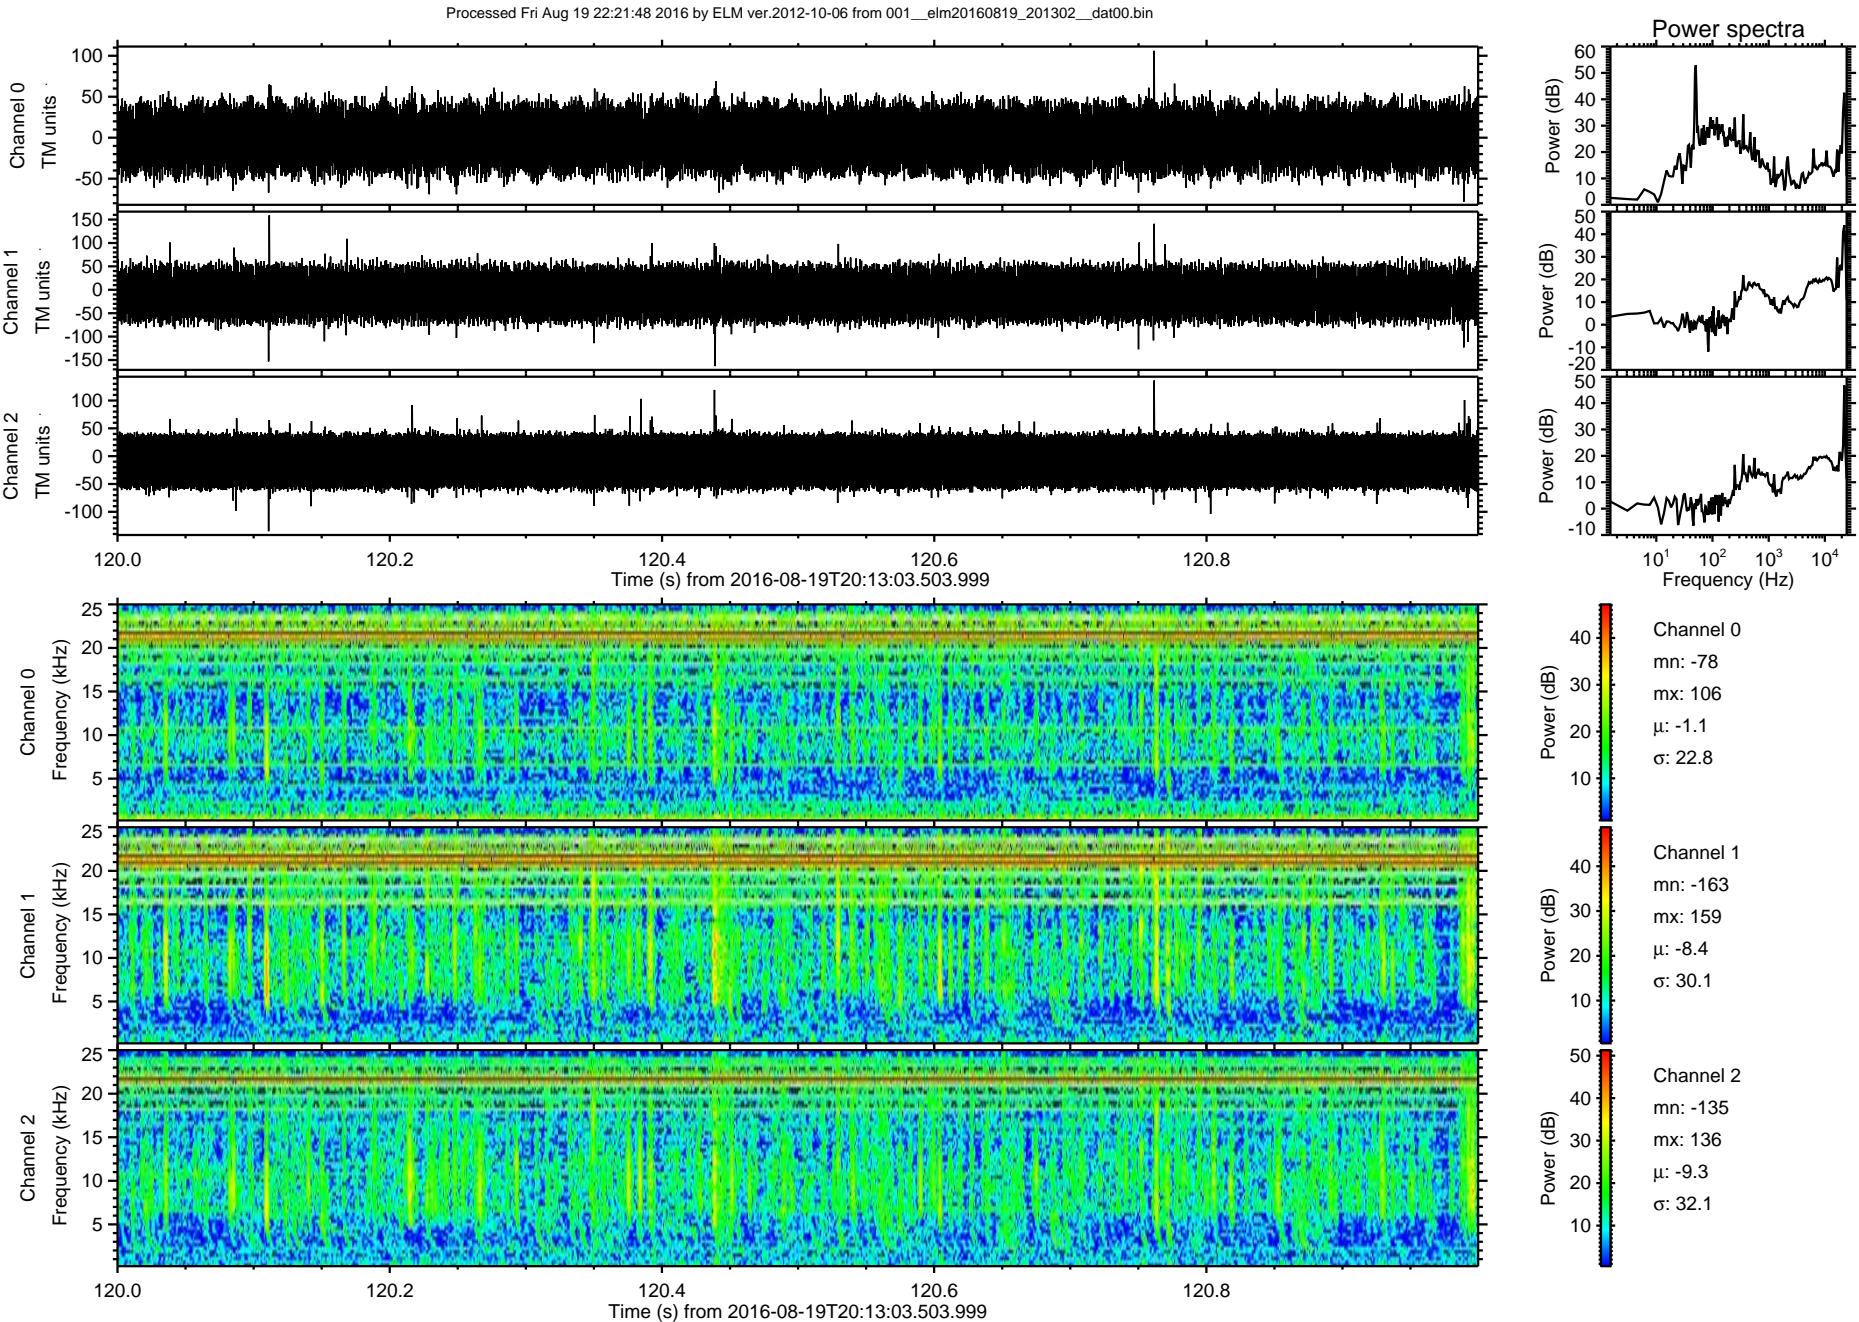 Processed Fri Aug 19 22:21:48 2016 by ELM ver.2012-10-06 from 001__elm20160819_201302__dat00.bin
Power spectra
Channel 0
TM units
100
50
0
-50
Power (dB)
60
50
40
30
20
10
0
Channel 1
TM units
150
100
50
0
-50
-100
-150
Power (dB)
50
40
30
20
10
0
-10
-20
Channel 2
TM units
100
50
0
-50
-100
Power (dB)
50
40
30
20
10
0
-10
120.0 120.2 120.4 120.6 120.8
Time (s) from 2016-08-19T20:13:03.503.999
10¹ 10² 10³ 10⁴
Frequency (Hz)
Channel 0
Frequency (kHz)
25
20
15
10
5
Power (dB)
40
30
20
10
Channel 0
mn: -78
mx: 106
µ: -1.1
σ: 22.8
Channel 1
Frequency (kHz)
25
20
15
10
5
Power (dB)
40
30
20
10
Channel 1
mn: -163
mx: 159
µ: -8.4
σ: 30.1
Channel 2
Frequency (kHz)
25
20
15
10
5
Power (dB)
50
40
30
20
10
Channel 2
mn: -135
mx: 136
µ: -9.3
σ: 32.1
120.0 120.2 120.4 120.6 120.8
Time (s) from 2016-08-19T20:13:03.503.999